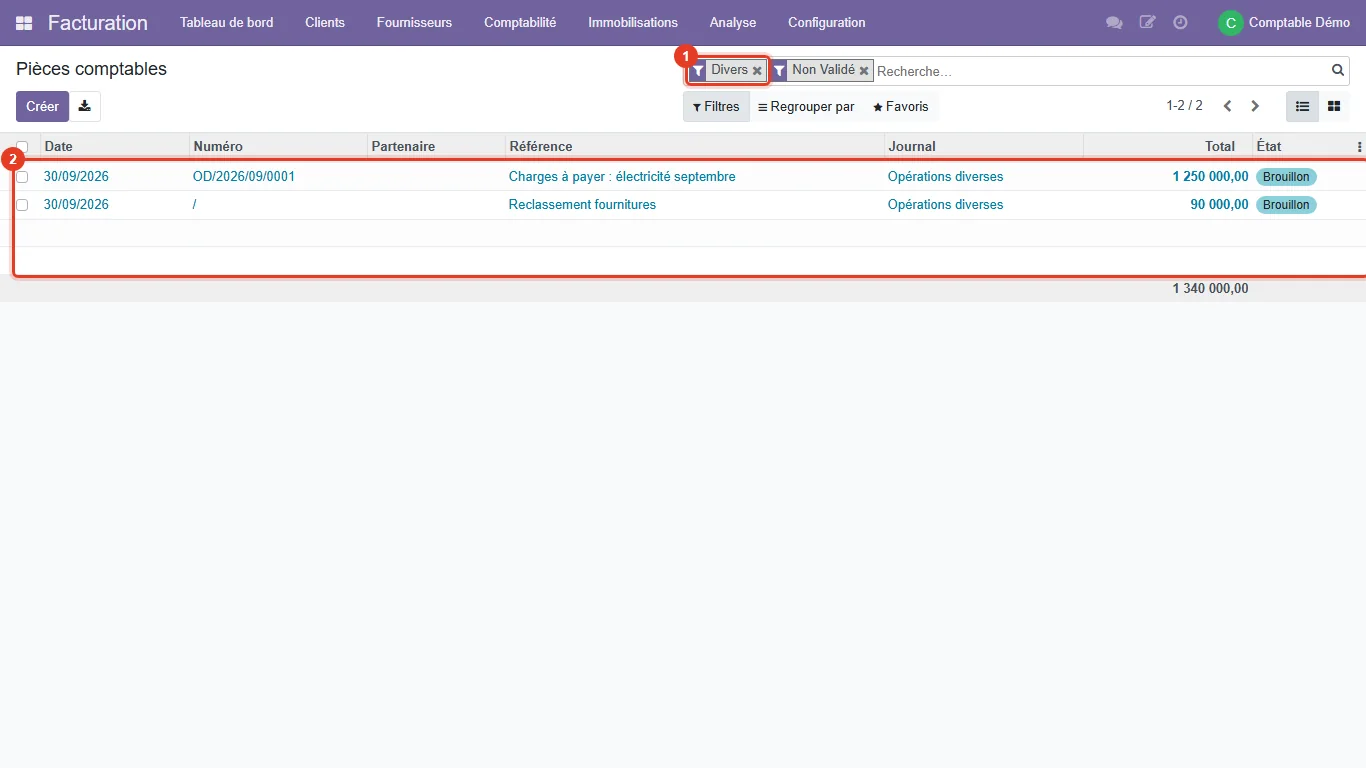 Facturation Tableau de bord Clients Fournisseurs Comptabilité Immobilisations Analyse Configuration C Comptable Démo
Pièces comptables
1
Divers Non Validé Recherche...
Créer Filtres Regrouper par Favoris 1-2 / 2
Date Numéro Partenaire Référence Journal Total État
2
30/09/2026 OD/2026/09/0001 Charges à payer : électricité septembre Opérations diverses 1 250 000,00 Brouillon
30/09/2026 / Reclassement fournitures Opérations diverses 90 000,00 Brouillon
1 340 000,00